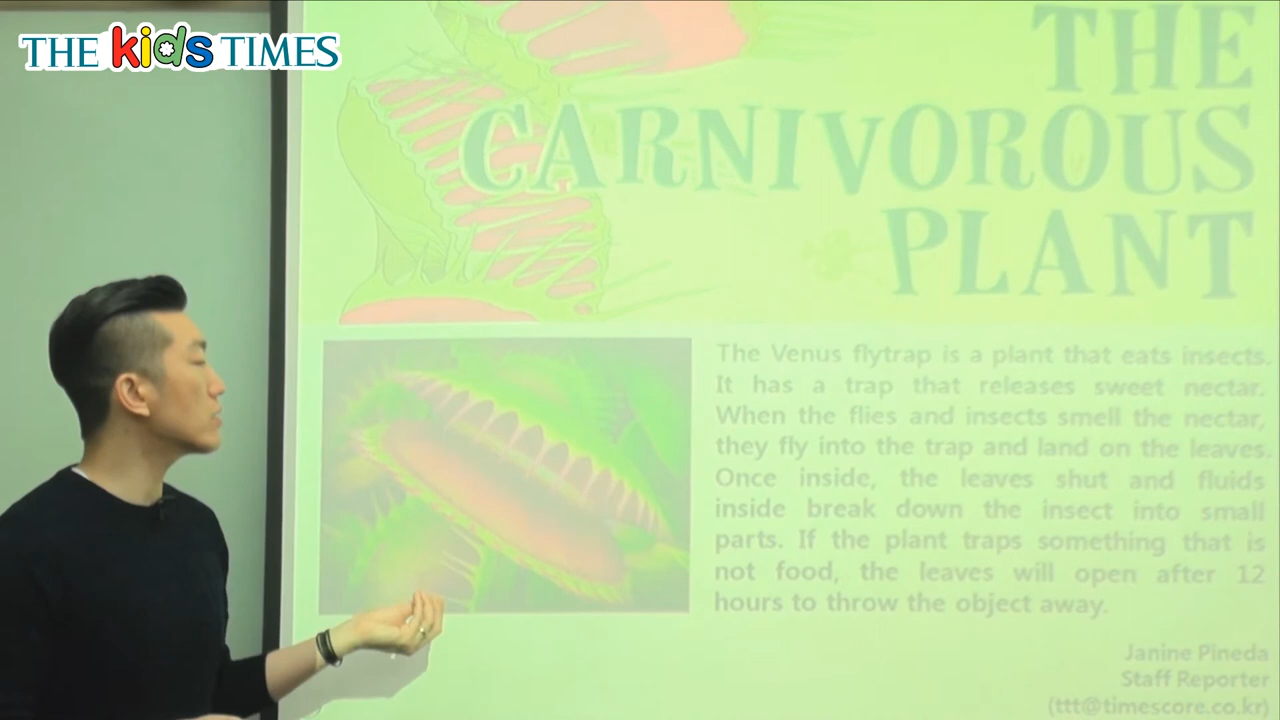 THE kids TIMES
THE
CARNIVOROUS
PLANT
The Venus flytrap is a plant that eats insects.
It has a trap that releases sweet nectar.
When the flies and insects smell the nectar,
they fly into the trap and land on the leaves.
Once inside, the leaves shut and fluids
inside break down the insect into small
parts. If the plant traps something that is
not food, the leaves will open after 12
hours to throw the object away.
Janine Pineda
Staff Reporter
(ttt@timescore.co.kr)